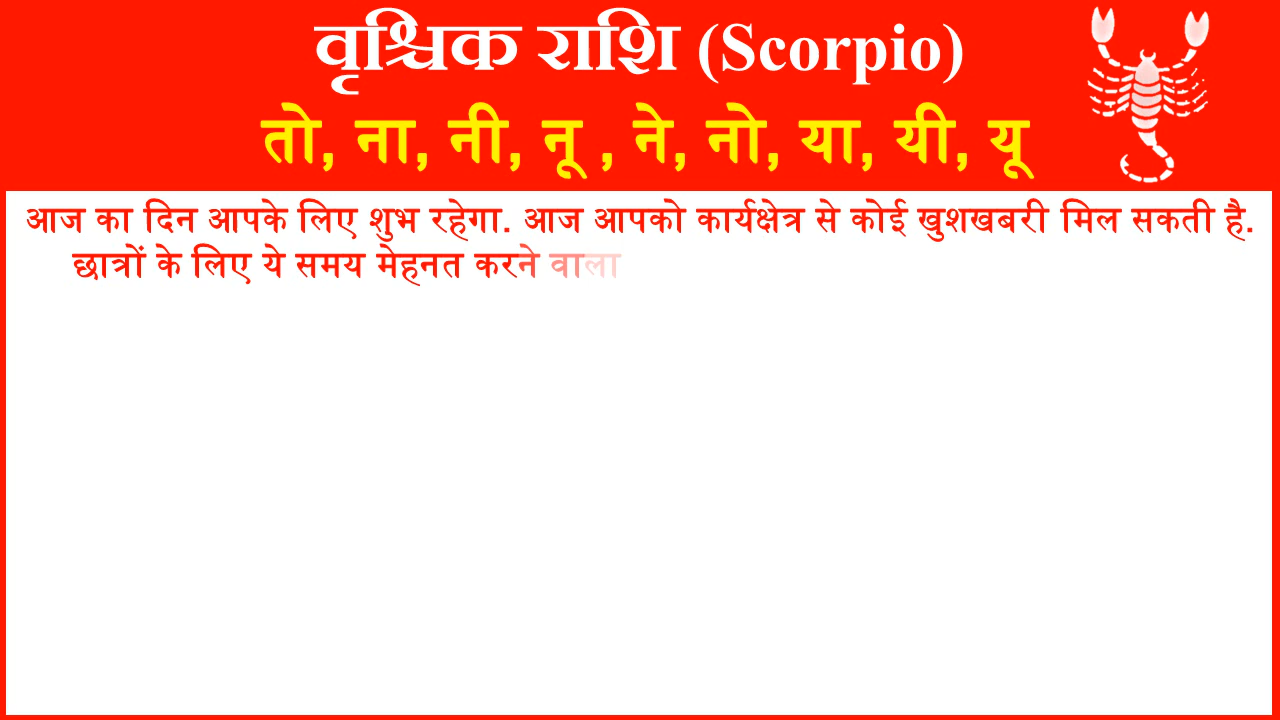 वृश्चिक राशि (Scorpio)
तो, ना, नी, नू , ने, नो, या, यी, यू
आज का दिन आपके लिए शुभ रहेगा. आज आपको कार्यक्षेत्र से कोई खुशखबरी मिल सकती है.
छात्रों के लिए ये समय मेहनत करने वाला